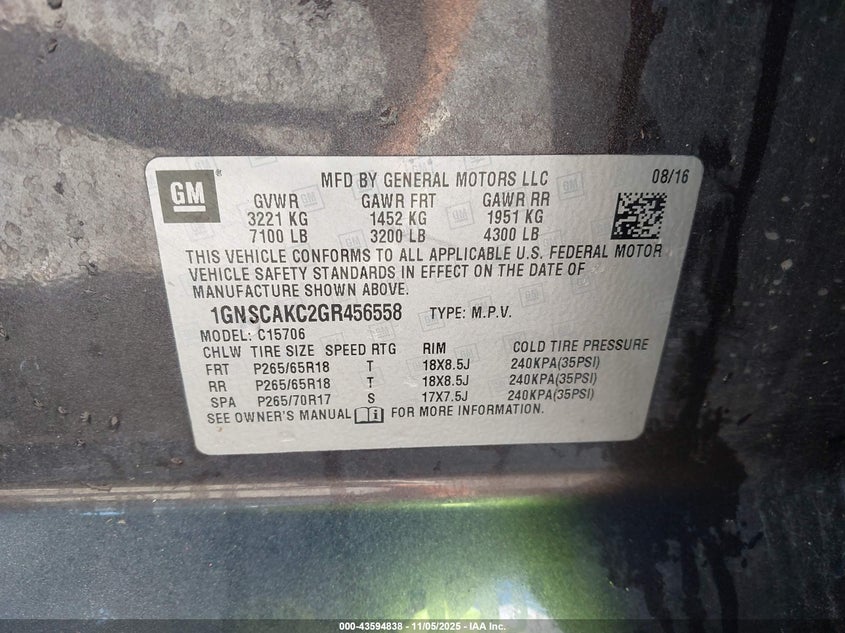 GM
MFD BY GENERAL MOTORS LLC 08/16
GVWR GAWR FRT GAWR RR
3221 KG 1452 KG 1951 KG
7100 LB 3200 LB 4300 LB
THIS VEHICLE CONFORMS TO ALL APPLICABLE U.S. FEDERAL MOTOR
VEHICLE SAFETY STANDARDS IN EFFECT ON THE DATE OF
MANUFACTURE SHOWN ABOVE.
1GNSCAKC2GR456558 TYPE: M.P.V.
MODEL: C15706
CHLW TIRE SIZE SPEED RTG RIM COLD TIRE PRESSURE
FRT P265/65R18 T 18X8.5J 240KPA(35PSI)
RR P265/65R18 T 18X8.5J 240KPA(35PSI)
SPA P265/70R17 S 17X7.5J 240KPA(35PSI)
SEE OWNER'S MANUAL FOR MORE INFORMATION.
000-43594838 - 11/05/2025 - IAA Inc.